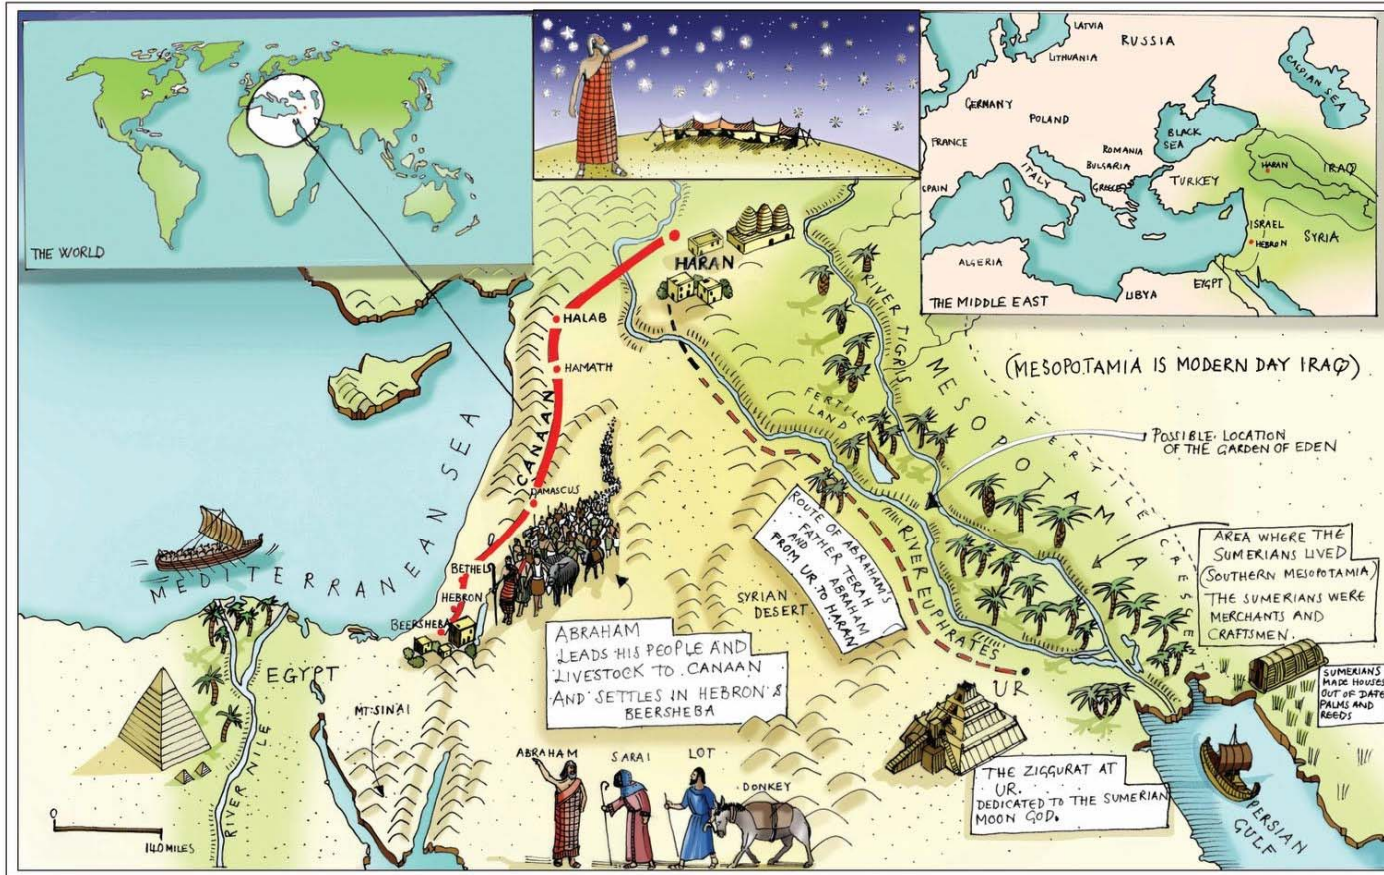 THE WORLD
LATVIA
RUSSIA
LITHUANIA
CALPIAN SEA
GERMANY
POLAND
BLACK
SEA
FRANCE
ROMANIA
BULGARIA
HARAN
IRAQ
SPAIN
ITALY
GREECE
TURKEY
ISRAEL
HEBRON
SYRIA
ALGERIA
LIBYA
EGYPT
THE MIDDLE EAST
HARAN
HALAB
HAMATH
CANAAN
DAMASCUS
BETHEL
HEBRON
BEERSHEBA
MEDITERRANEAN SEA
RIVER TIGRIS
MESOPOTAMIA
FERTILE
LAND
FERTILE CRESENT
(MESOPOTAMIA IS MODERN DAY IRAQ)
POSSIBLE LOCATION
OF THE GARDEN OF EDEN
AREA WHERE THE
SUMERIANS LIVED
(SOUTHERN MESOPOTAMIA)
THE SUMERIANS WERE
MERCHANTS AND
CRAFTSMEN.
ROUTE OF ABRAHAM'S
FATHER TERAH
AND ABRAHAM
FROM UR. TO HARAN
RIVER EUPHRATES
SYRIAN
DESERT
ABRAHAM
LEADS HIS PEOPLE AND
LIVESTOCK TO CANAAN
AND SETTLES IN HEBRON &
BEERSHEBA
UR
SUMERIANS
MADE HOUSES
OUT OF DATE
PALMS AND
REEDS
EGYPT
MT. SINAI
RIVER NILE
ABRAHAM
SARAI
LOT
DONKEY
THE ZIGGURAT AT
UR.
DEDICATED TO THE SUMERIAN
MOON GOD.
PERSIAN
GULF
0
140 MILES